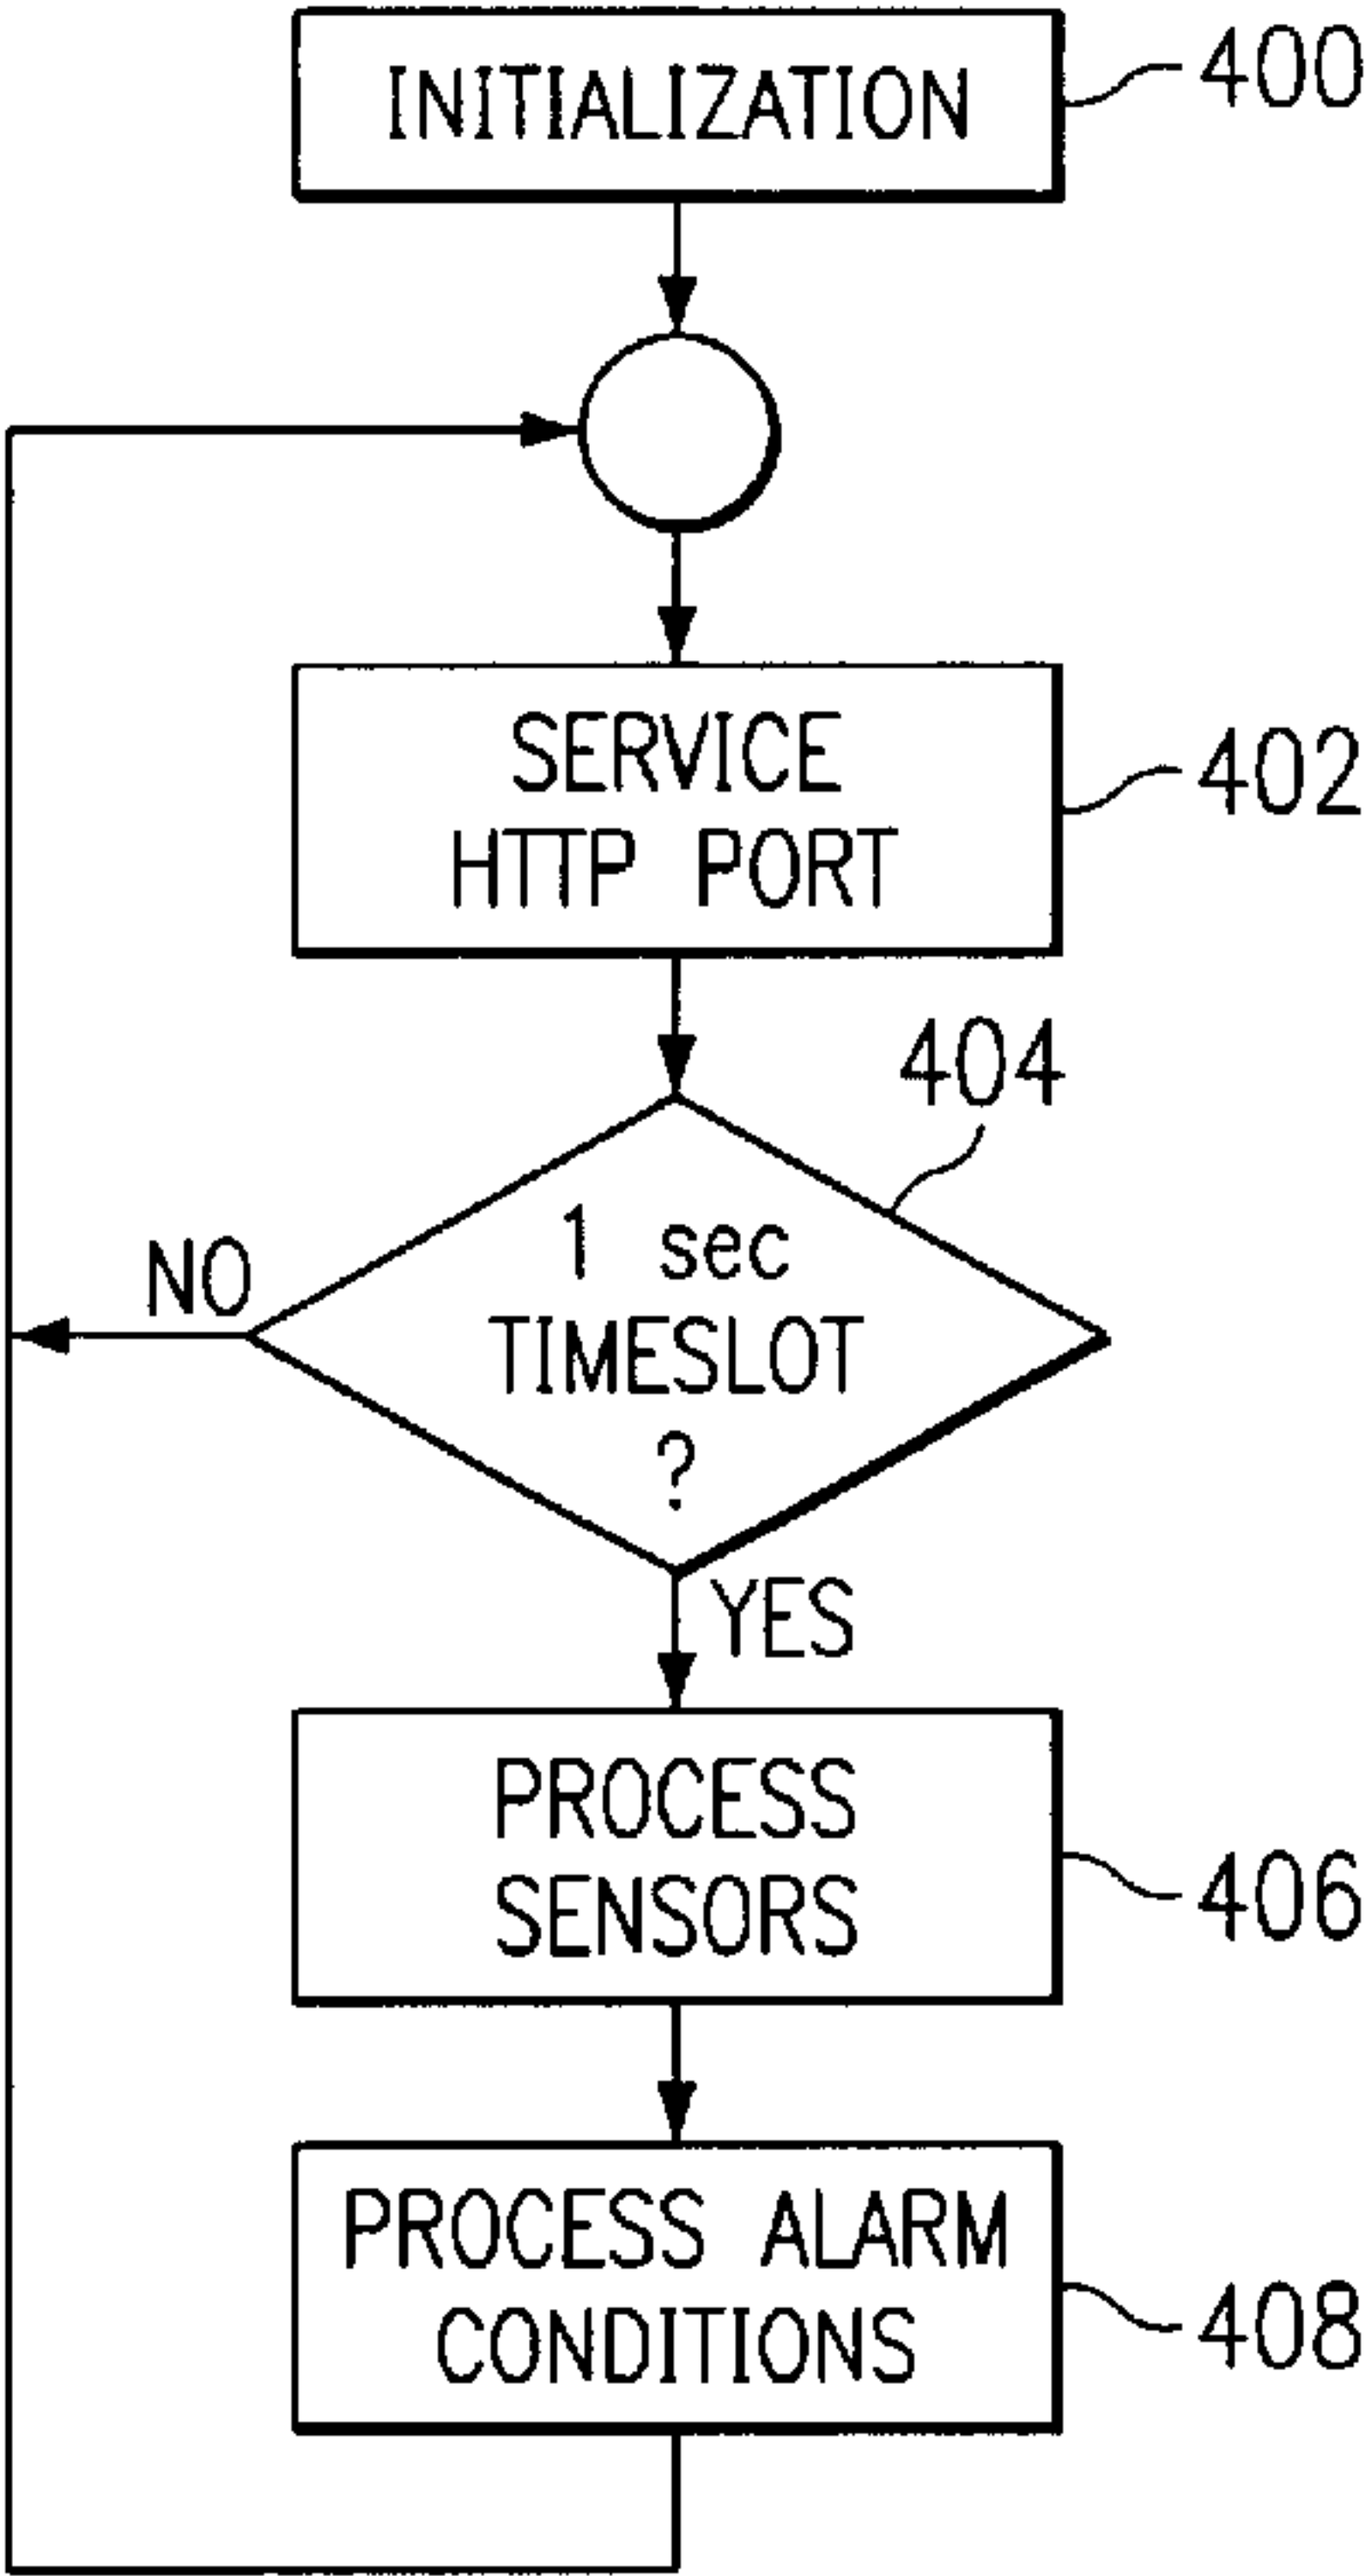 INITIALIZATION
400
SERVICE
HTTP PORT
402
404
1 sec
TIMESLOT
?
NO
YES
PROCESS
SENSORS
406
PROCESS ALARM
CONDITIONS
408